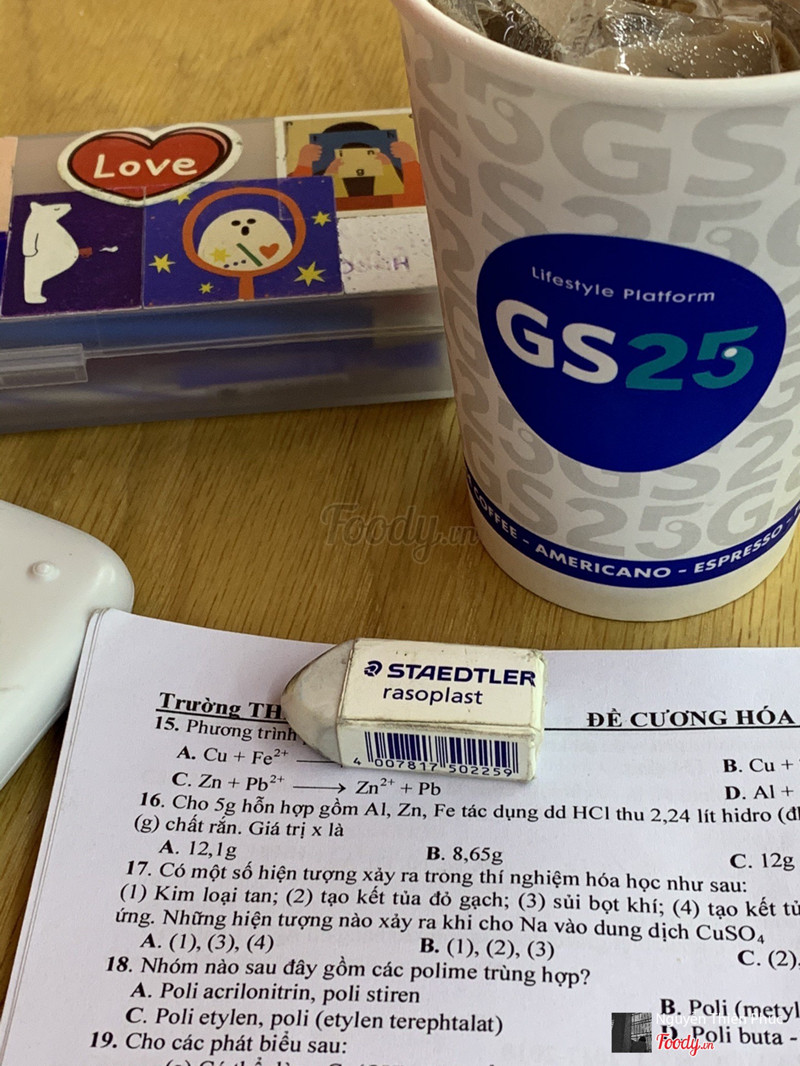 Love
Lifestyle Platform
GS25
COFFEE - AMERICANO - ESPRESSO -
Foody.vn
STAEDTLER
rasoplast
4 007817 502259
Trường TH
ĐỀ CƯƠNG HÓA
15. Phương trình
A. Cu + Fe²⁺
B. Cu +
C. Zn + Pb²⁺ ⟶ Zn²⁺ + Pb
D. Al +
16. Cho 5g hỗn hợp gồm Al, Zn, Fe tác dụng dd HCl thu 2,24 lít hidro
(g) chất rắn. Giá trị x là
A. 12,1g B. 8,65g C. 12g
17. Có một số hiện tượng xảy ra trong thí nghiệm hóa học như sau:
(1) Kim loại tan; (2) tạo kết tủa đỏ gạch; (3) sủi bọt khí; (4) tạo kết
ứng. Những hiện tượng nào xảy ra khi cho Na vào dung dịch CuSO₄
A. (1), (3), (4) B. (1), (2), (3) C. (2),
18. Nhóm nào sau đây gồm các polime trùng hợp?
A. Poli acrilonitrin, poli stiren
B. Poli (metyl
C. Poli etylen, poli (etylen terephtalat)
D. Poli buta -
19. Cho các phát biểu sau:
Nguyen Thien Phuc
Foody.vn